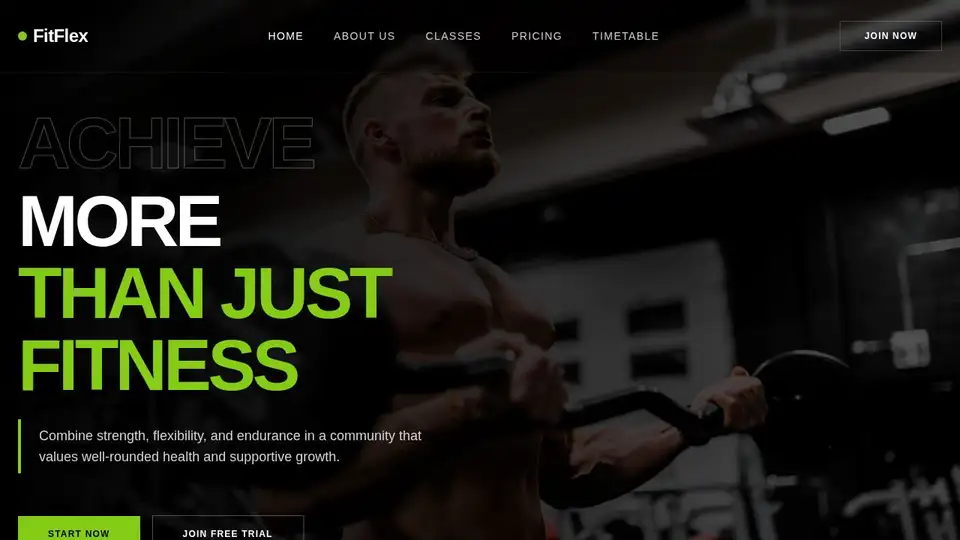 FitFlex
HOME
ABOUT US
CLASSES
PRICING
TIMETABLE
JOIN NOW
ACHIEVE
MORE
THAN JUST
FITNESS
Combine strength, flexibility, and endurance in a community that
values well-rounded health and supportive growth.
START NOW
JOIN FREE TRIAL